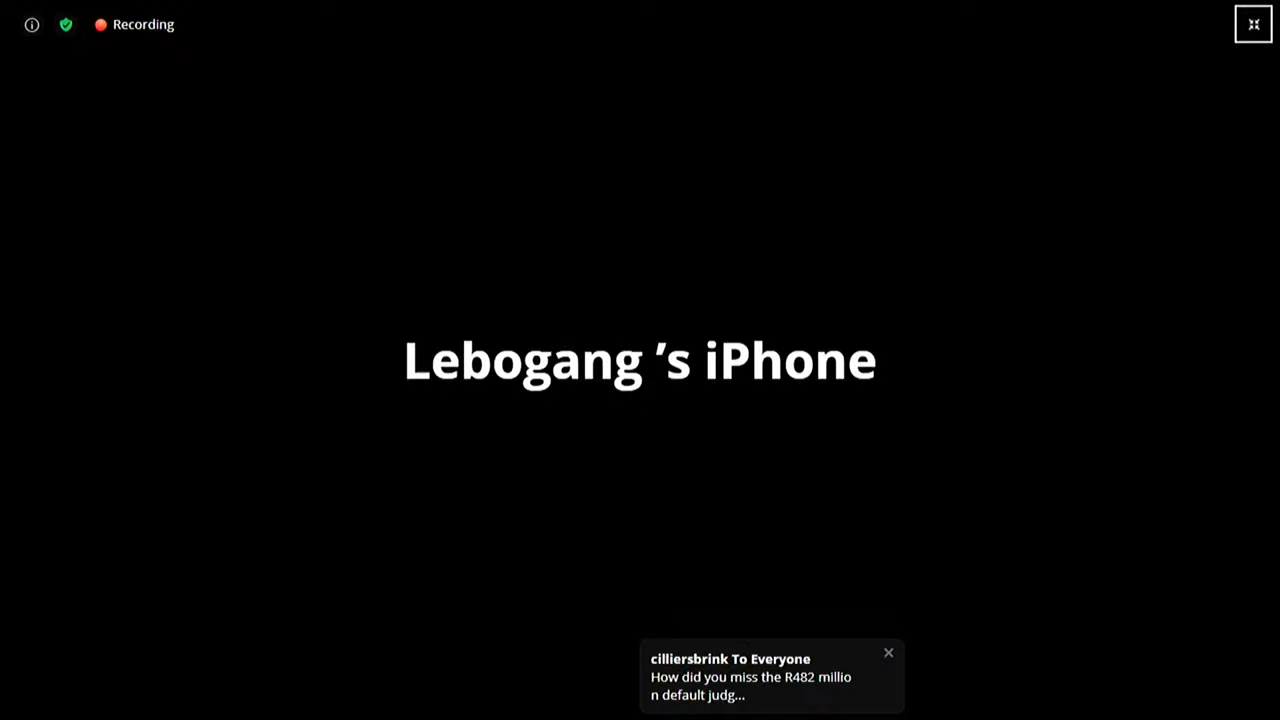 Recording
Lebogang ’s iPhone
cilliersbrink To Everyone
How did you miss the R482 millio
n default judg...